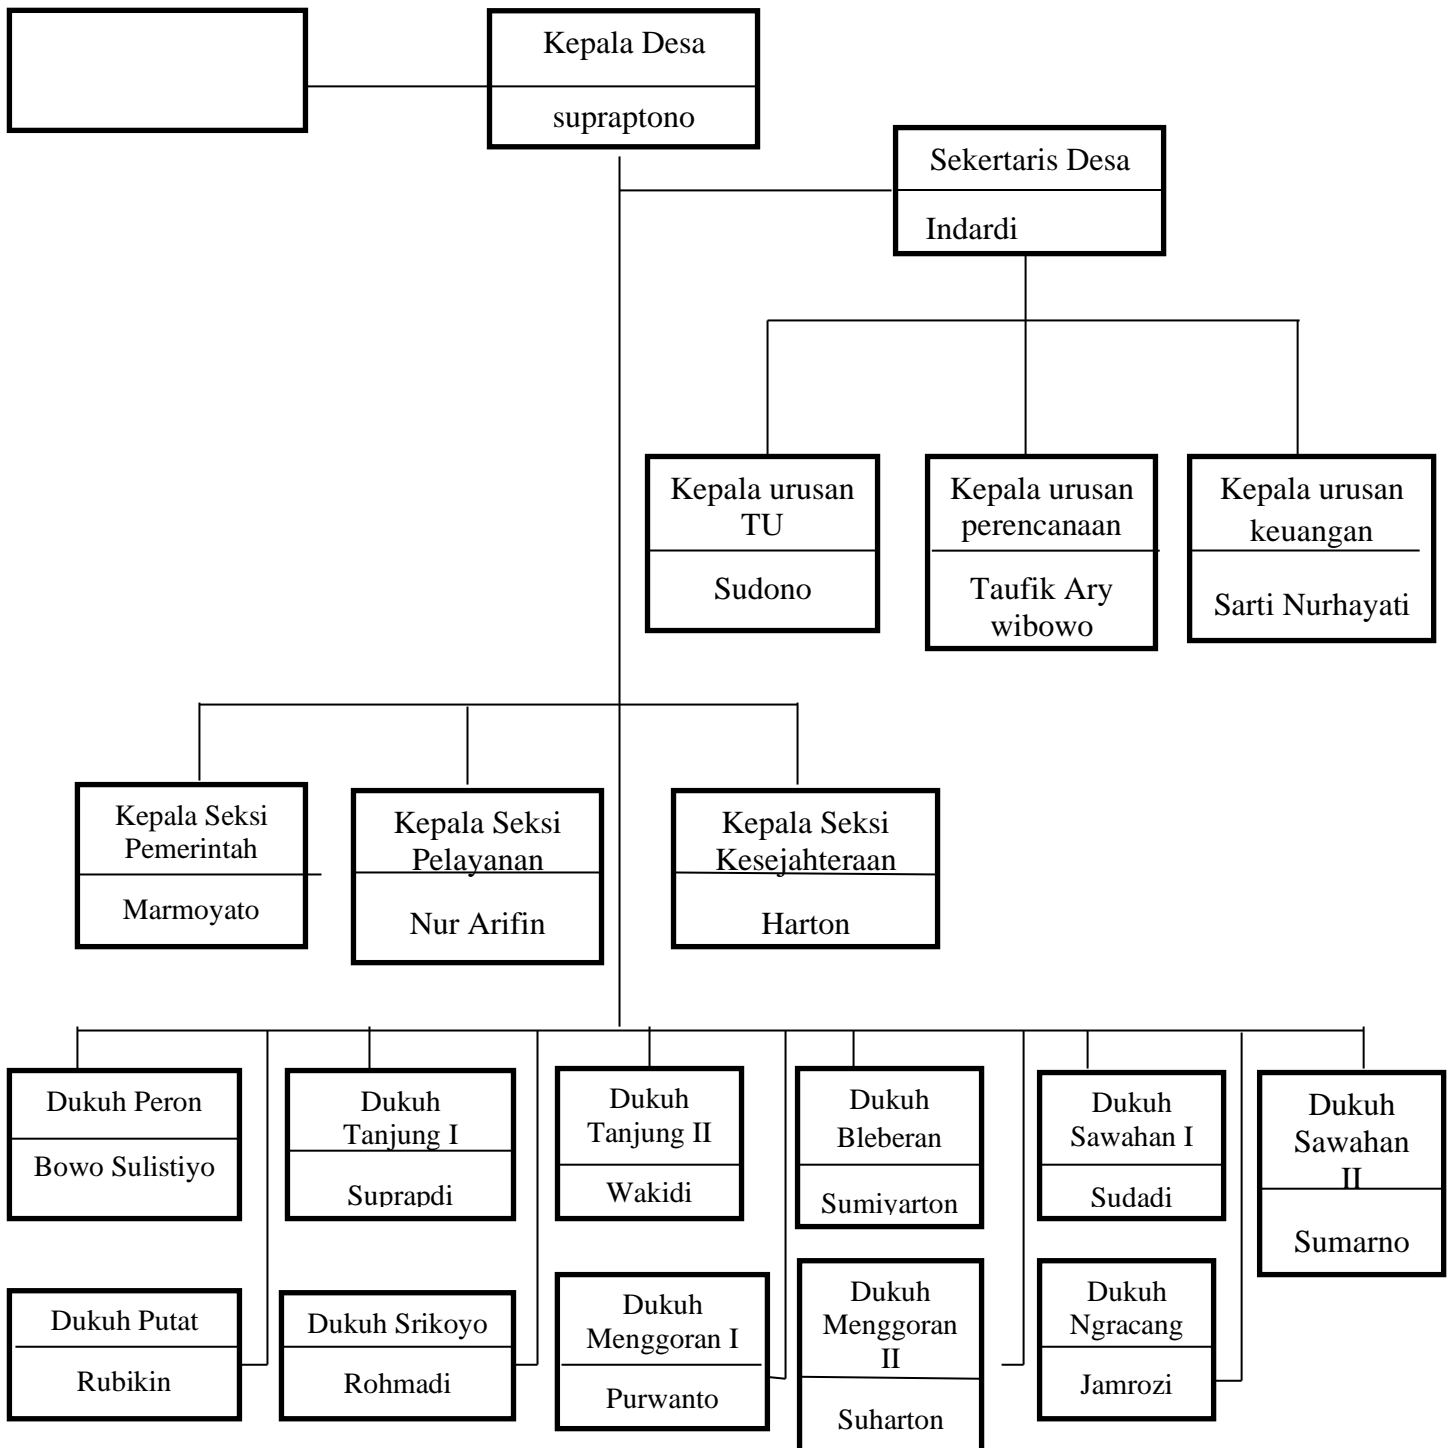 Kepala Desa
supraptono
Sekertaris Desa
Indardi
Kepala urusan
TU
Sudono
Kepala urusan
perencanaan
Taufik Ary
wibowo
Kepala urusan
keuangan
Sarti Nurhayati
Kepala Seksi
Pemerintah
Marmoyato
Kepala Seksi
Pelayanan
Nur Arifin
Kepala Seksi
Kesejahteraan
Harton
Dukuh Peron
Bowo Sulistiyo
Dukuh
Tanjung I
Suprapdi
Dukuh
Tanjung II
Wakidi
Dukuh
Bleberan
Sumiyarton
Dukuh
Sawahan I
Sudadi
Dukuh
Sawahan
II
Sumarno
Dukuh Putat
Rubikin
Dukuh Srikoyo
Rohmadi
Dukuh
Menggoran I
Purwanto
Dukuh
Menggoran
II
Suharton
Dukuh
Ngracang
Jamrozi